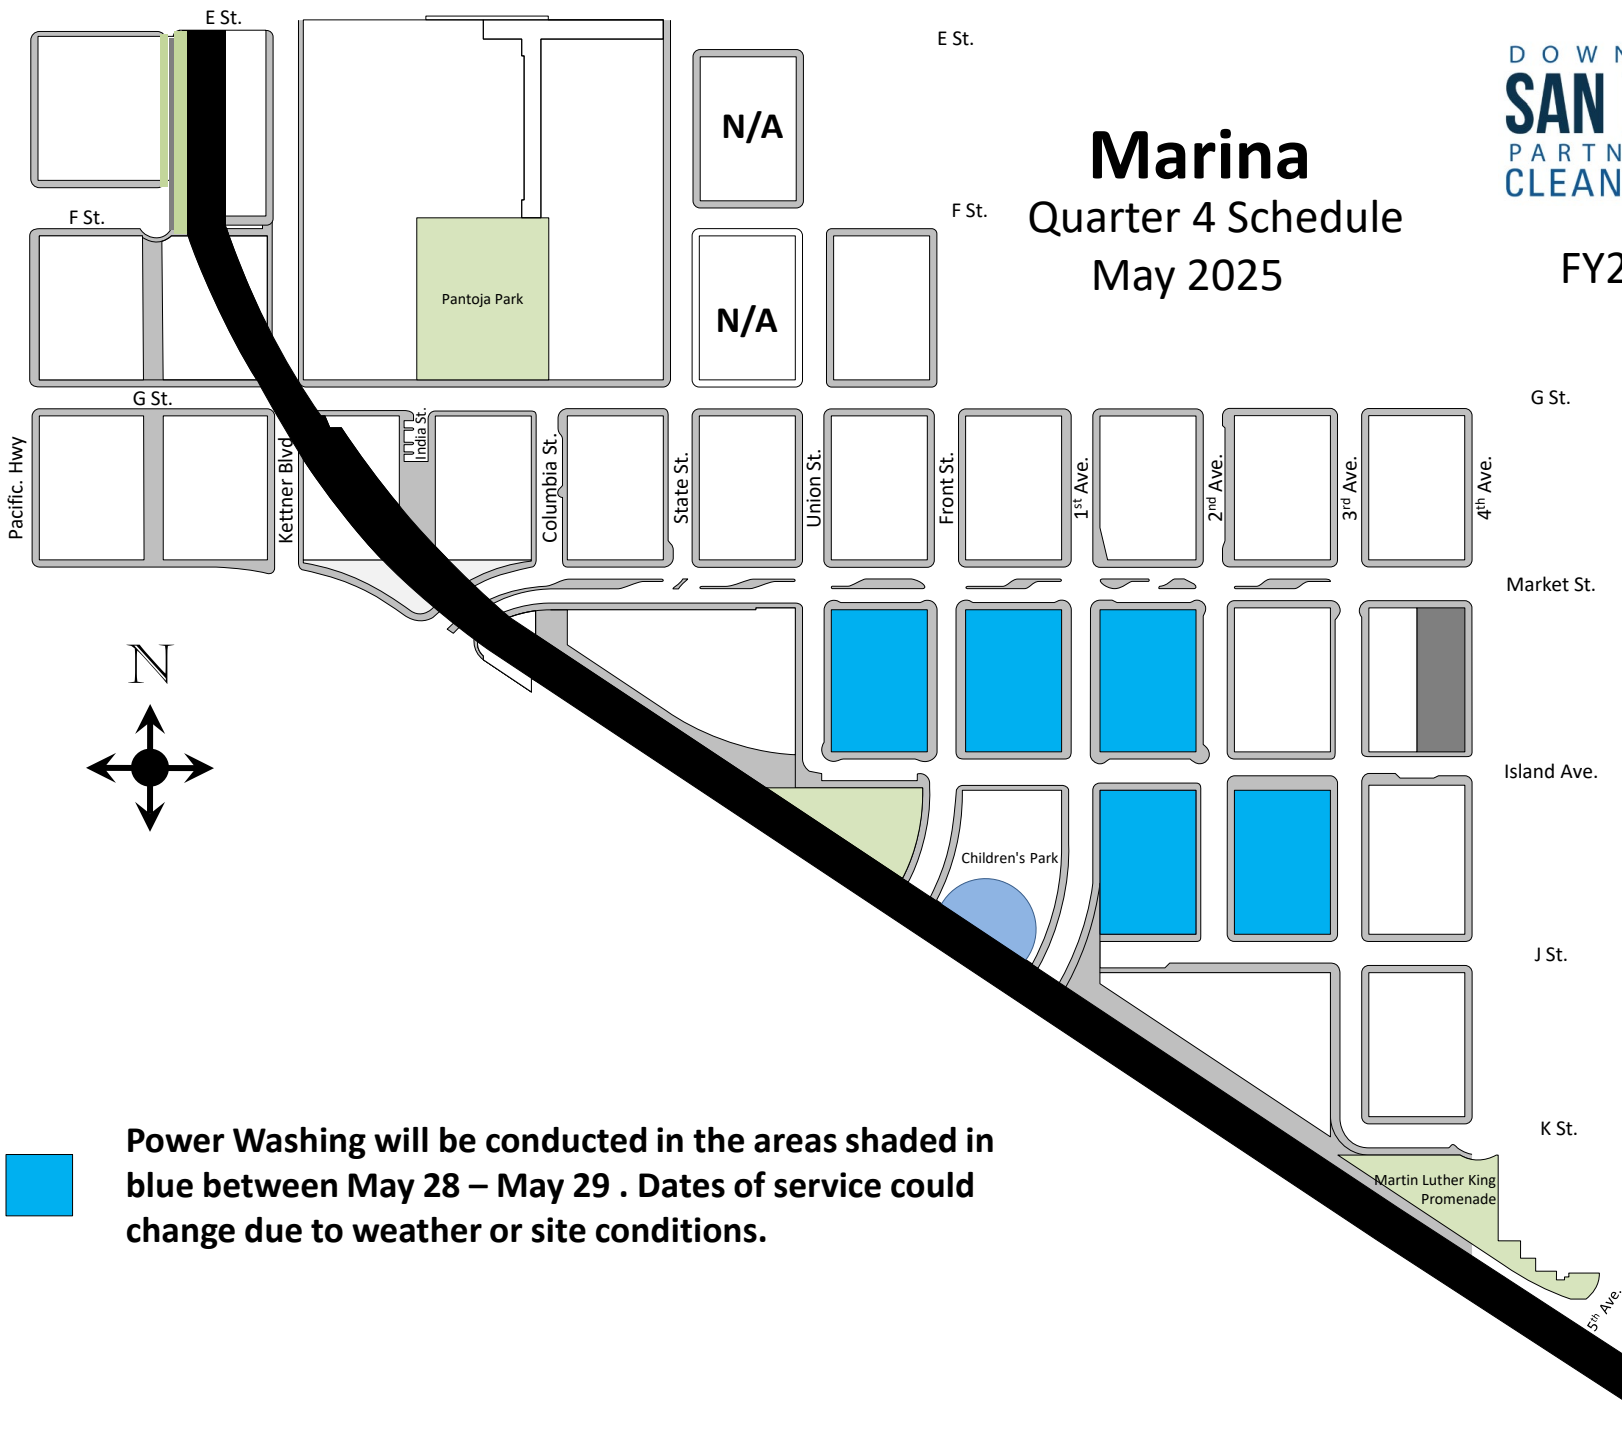 E St.
E St.
DOWN
SAN
PARTN
CLEAN
N/A
Marina
F St.
F St.
Quarter 4 Schedule
May 2025
FY2
Pantoja Park
N/A
G St.
G St.
Pacific. Hwy
Kettner Blvd
India St.
Columbia St.
State St.
Union St.
Front St.
1st Ave.
2nd Ave.
3rd Ave.
4th Ave.
Market St.
N
Island Ave.
Children's Park
J St.
K St.
Power Washing will be conducted in the areas shaded in
blue between May 28 – May 29 . Dates of service could
change due to weather or site conditions.
Martin Luther King
Promenade
5th Ave.